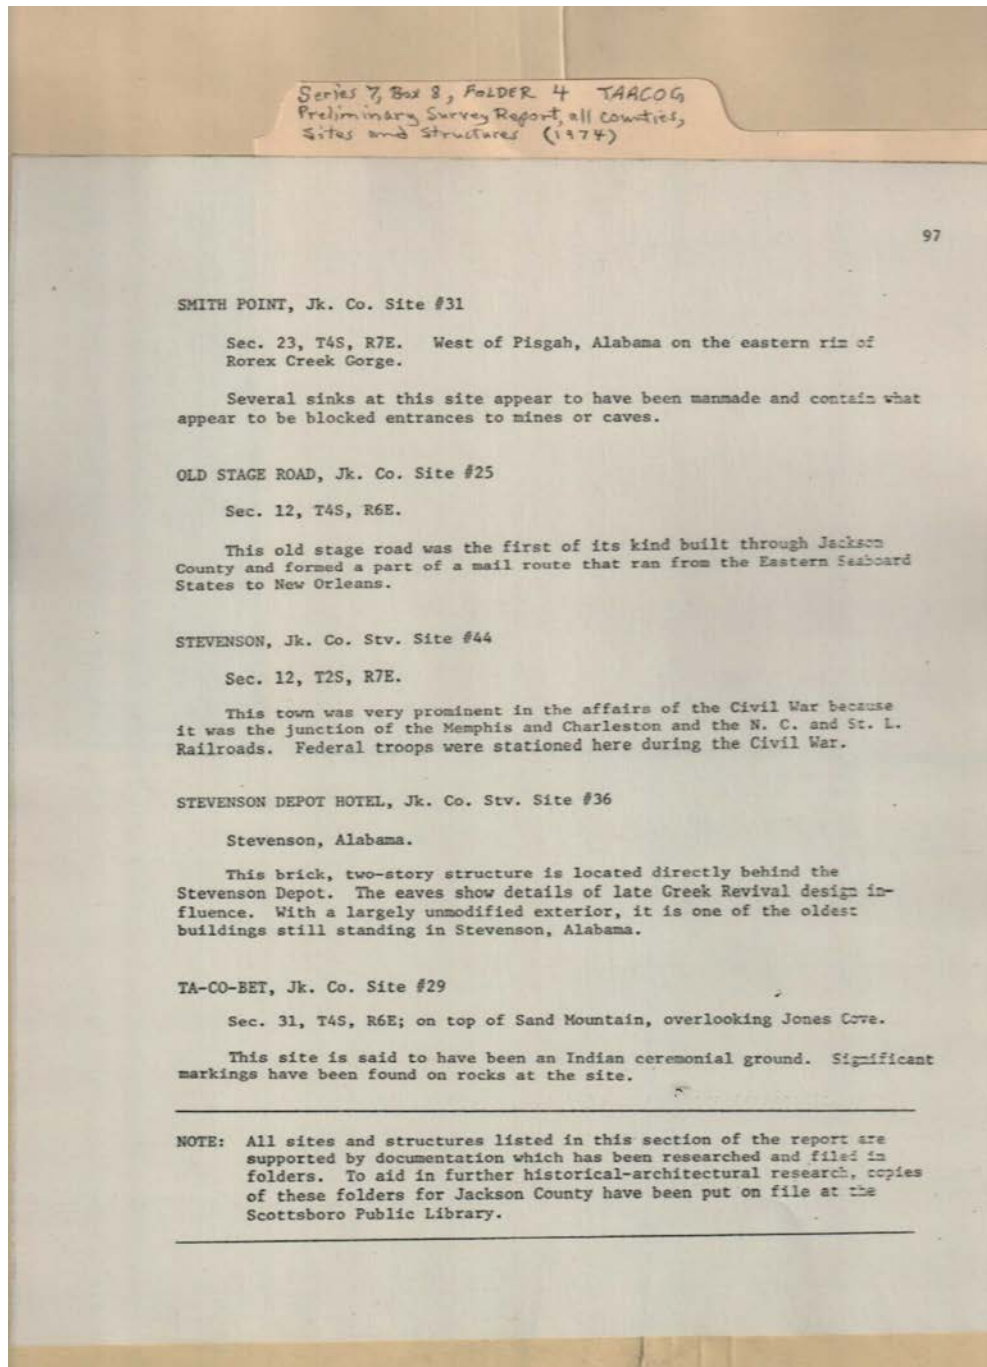 Series 7, Box 8, FOLDER 4 TARCOG
Preliminary Survey Report, all counties,
Sites and Structures (1974)
97
SMITH POINT, Jk. Co. Site #31
Sec. 23, T4S, R7E. West of Pisgah, Alabama on the eastern rim of
Rorex Creek Gorge.
Several sinks at this site appear to have been manmade and contain what
appear to be blocked entrances to mines or caves.
OLD STAGE ROAD, Jk. Co. Site #25
Sec. 12, T4S, R6E.
This old stage road was the first of its kind built through Jackson
County and formed a part of a mail route that ran from the Eastern Seaboard
States to New Orleans.
STEVENSON, Jk. Co. Stv. Site #44
Sec. 12, T2S, R7E.
This town was very prominent in the affairs of the Civil War because
it was the junction of the Memphis and Charleston and the N. C. and St. L.
Railroads. Federal troops were stationed here during the Civil War.
STEVENSON DEPOT HOTEL, Jk. Co. Stv. Site #36
Stevenson, Alabama.
This brick, two-story structure is located directly behind the
Stevenson Depot. The eaves show details of late Greek Revival design in-
fluence. With a largely unmodified exterior, it is one of the oldest
buildings still standing in Stevenson, Alabama.
TA-CO-BET, Jk. Co. Site #29
Sec. 31, T4S, R6E; on top of Sand Mountain, overlooking Jones Cove.
This site is said to have been an Indian ceremonial ground. Significant
markings have been found on rocks at the site.
NOTE: All sites and structures listed in this section of the report are
supported by documentation which has been researched and filed in
folders. To aid in further historical-architectural research, copies
of these folders for Jackson County have been put on file at the
Scottsboro Public Library.